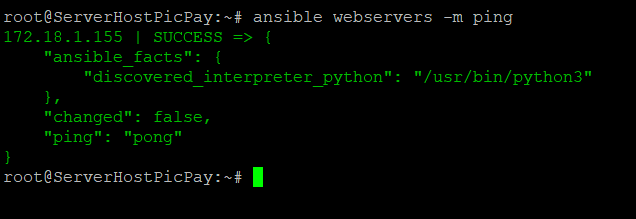 root@ServerHostPicPay:~# ansible webservers -m ping
172.18.1.155 | SUCCESS => {
    "ansible_facts": {
        "discovered_interpreter_python": "/usr/bin/python3"
    },
    "changed": false,
    "ping": "pong"
}
root@ServerHostPicPay:~#